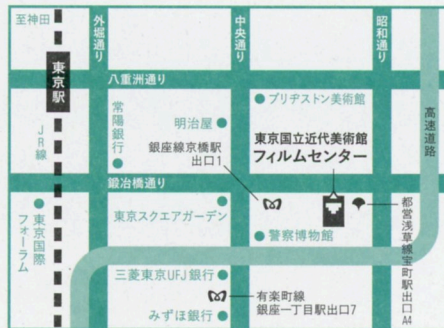 至神田
外堀通り
中央通り
昭和通り
東京駅
八重洲通り
常陽銀行
明治屋
ブリヂストン美術館
高速道路
JR線
銀座線京橋駅
出口1
東京国立近代美術館
フィルムセンター
鍛冶橋通り
東京国際
フォーラム
東京スクエアガーデン
警察博物館
都営浅草線宝町駅出口A4
三菱東京UFJ銀行
有楽町線
銀座一丁目駅出口7
みずほ銀行